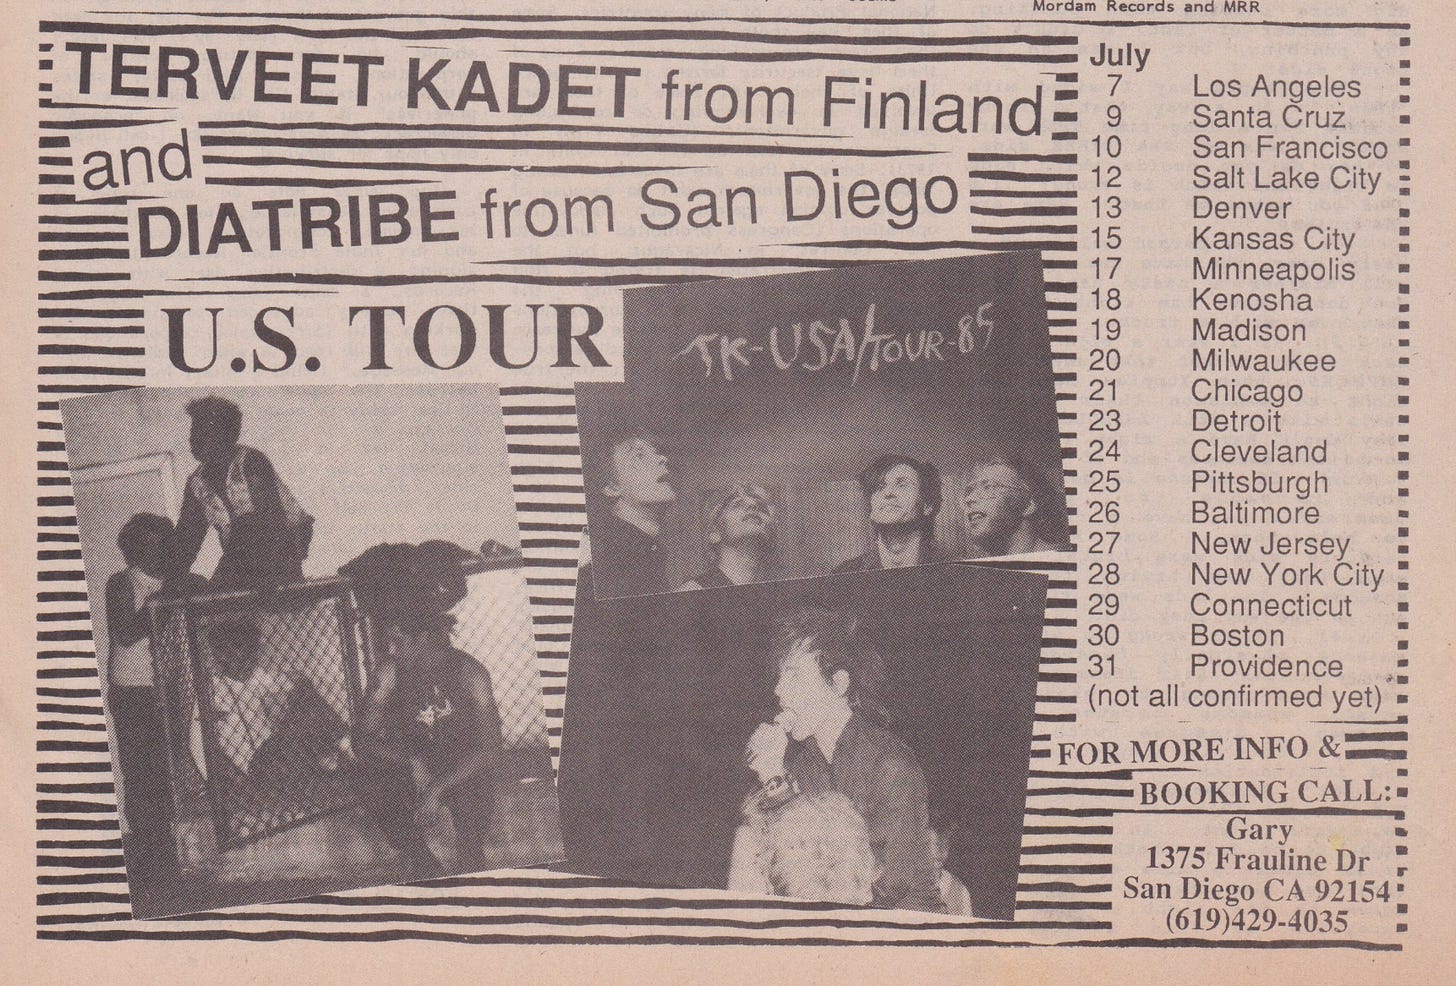 Mordam Records and MRR
TERVEET KADET from Finland
and
DIATRIBE from San Diego
U.S. TOUR
TK-USA/TOUR-85
July
7 Los Angeles
9 Santa Cruz
10 San Francisco
12 Salt Lake City
13 Denver
15 Kansas City
17 Minneapolis
18 Kenosha
19 Madison
20 Milwaukee
21 Chicago
23 Detroit
24 Cleveland
25 Pittsburgh
26 Baltimore
27 New Jersey
28 New York City
29 Connecticut
30 Boston
31 Providence
(not all confirmed yet)
FOR MORE INFO &
BOOKING CALL:
Gary
1375 Frauline Dr
San Diego CA 92154
(619)429-4035